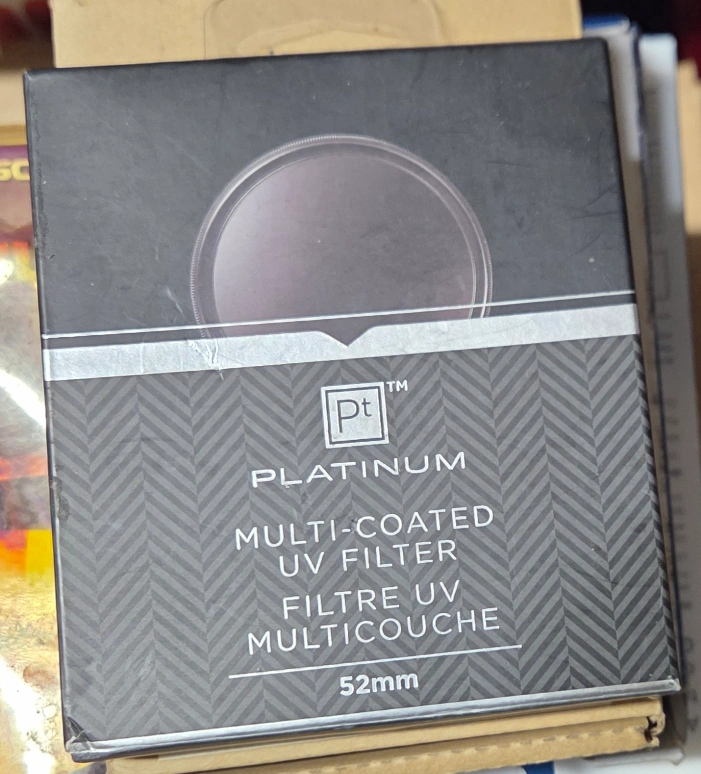 Pt™
PLATINUM
MULTI-COATED
UV FILTER
FILTRE UV
MULTICOUCHE
52mm